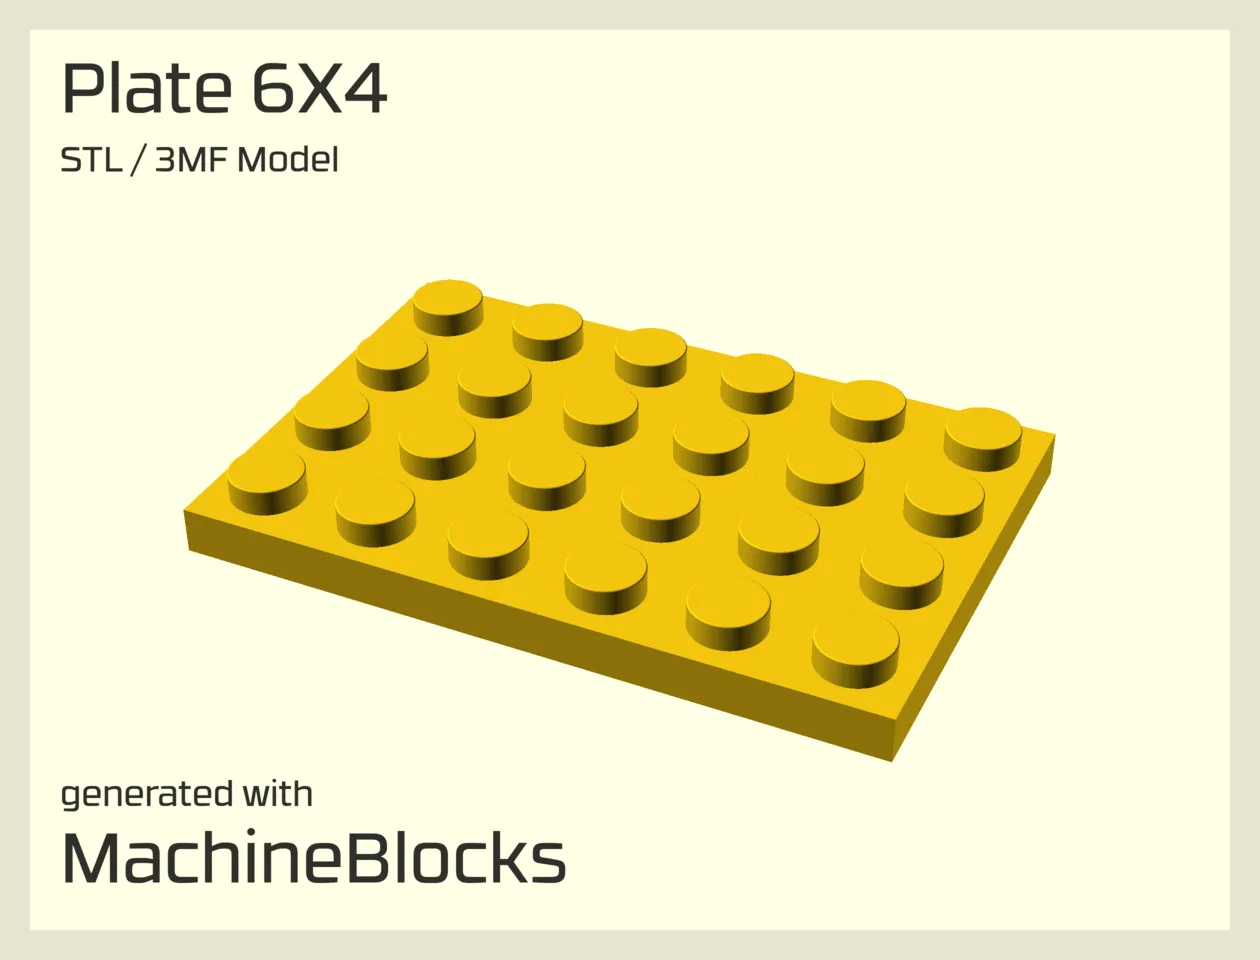 Plate 6X4
STL / 3MF Model
generated with
MachineBlocks